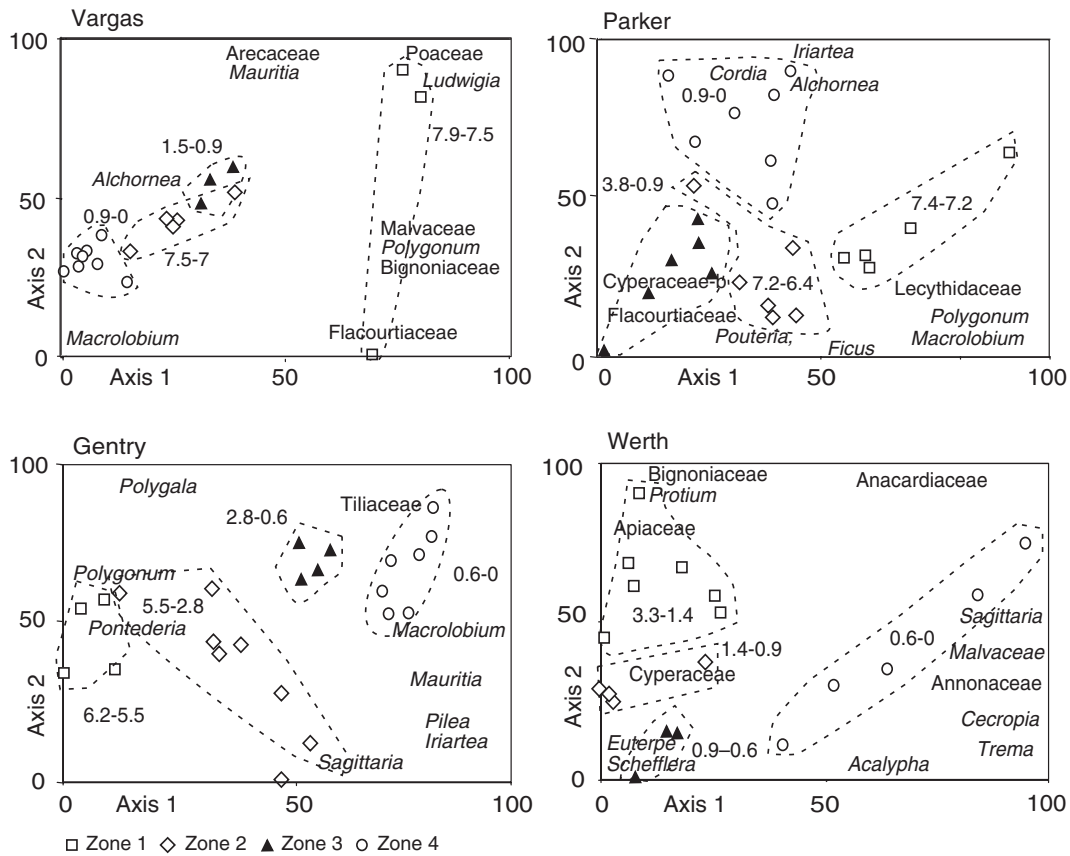 Vargas
100
50
0
Axis 2
0
Axis 1
50
100
Arecaceae
Mauritia
Poaceae
Ludwigia
7.9-7.5
1.5-0.9
Alchornea
0.9-0
7.5-7
Malvaceae
Polygonum
Bignoniaceae
Macrolobium
Flacourtiaceae
Parker
100
50
0
Axis 2
0
Axis 1
50
100
Iriartea
Cordia
Alchornea
0.9-0
3.8-0.9
7.4-7.2
Cyperaceae-b
7.2-6.4
Flacourtiaceae
Pouteria,
Ficus
Lecythidaceae
Polygonum
Macrolobium
Gentry
100
50
0
Axis 2
0
Axis 1
50
100
Polygala
Tiliaceae
2.8-0.6
Polygonum
5.5-2.8
0.6-0
Pontederia
Macrolobium
Mauritia
6.2-5.5
Pilea
Iriartea
Sagittaria
Werth
100
50
0
Axis 2
0
Axis 1
50
100
Bignoniaceae
Protium
Anacardiaceae
Apiaceae
3.3-1.4
Sagittaria
1.4-0.9
0.6-0
Malvaceae
Cyperaceae
Annonaceae
Cecropia
Euterpe
0.9–0.6
Trema
Schefflera
Acalypha
Zone 1 Zone 2 Zone 3 Zone 4